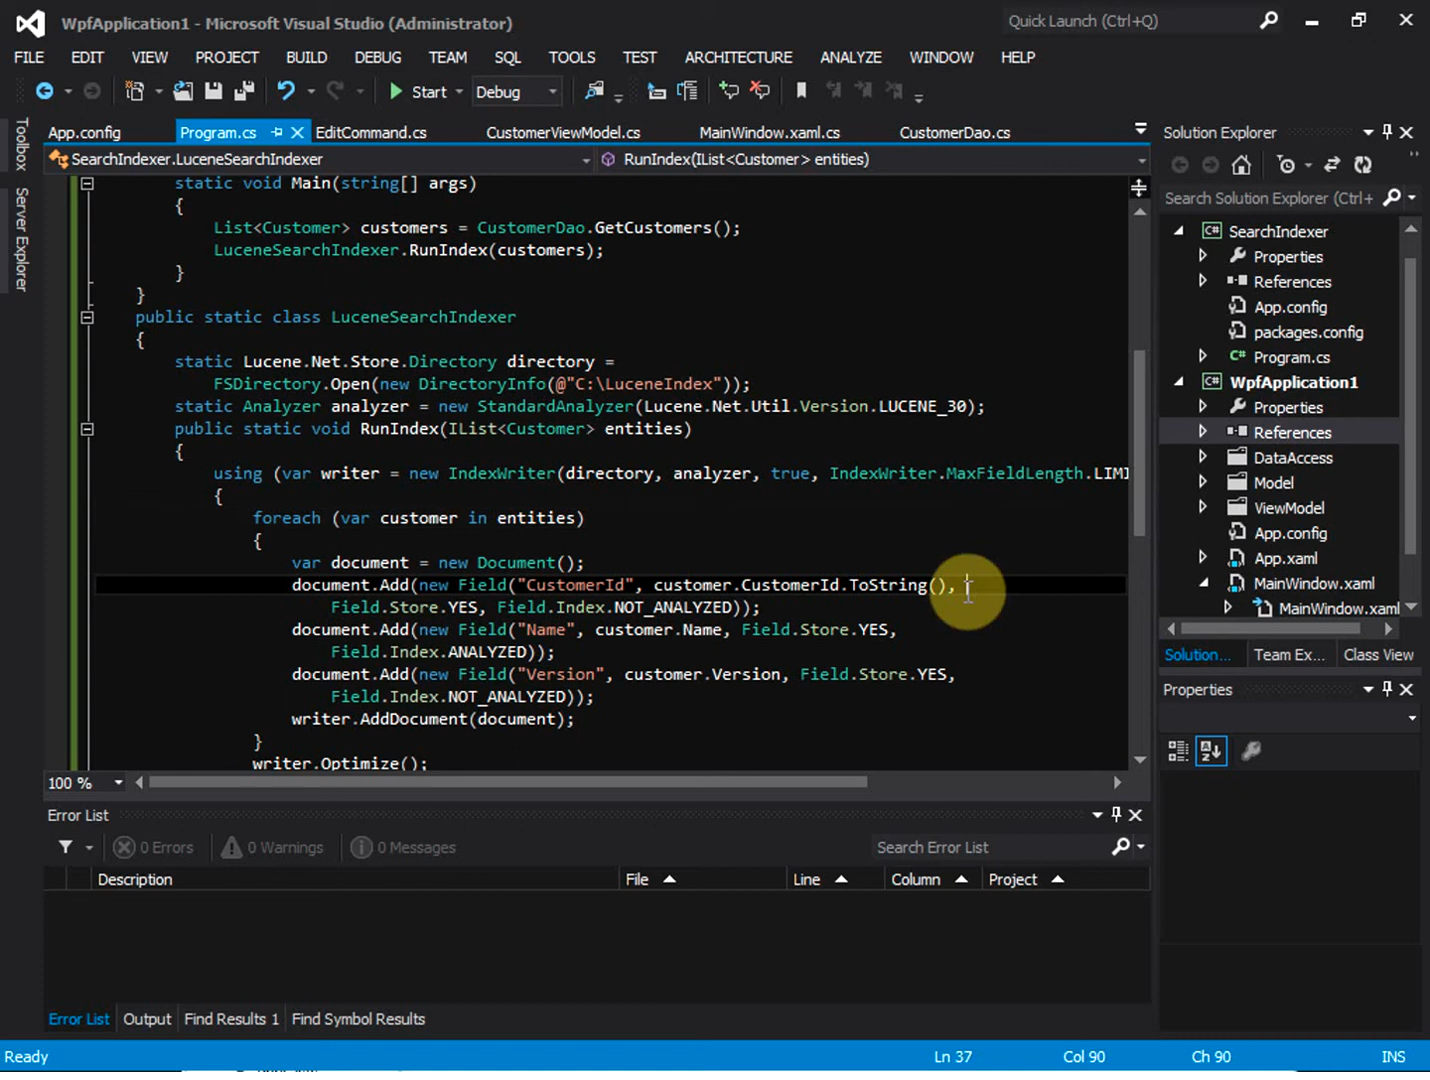 WpfApplication1 - Microsoft Visual Studio (Administrator)
Quick Launch (Ctrl+Q)
FILE EDIT VIEW PROJECT BUILD DEBUG TEAM SQL TOOLS TEST ARCHITECTURE ANALYZE WINDOW HELP
Start Debug
Toolbox
Server Explorer
App.config Program.cs EditCommand.cs CustomerViewModel.cs MainWindow.xaml.cs CustomerDao.cs
SearchIndexer.LuceneSearchIndexer RunIndex(IList<Customer> entities)
static void Main(string[] args)
{
List<Customer> customers = CustomerDao.GetCustomers();
LuceneSearchIndexer.RunIndex(customers);
}
}
public static class LuceneSearchIndexer
{
static Lucene.Net.Store.Directory directory =
FSDirectory.Open(new DirectoryInfo(@"C:\LuceneIndex"));
static Analyzer analyzer = new StandardAnalyzer(Lucene.Net.Util.Version.LUCENE_30);
public static void RunIndex(IList<Customer> entities)
{
using (var writer = new IndexWriter(directory, analyzer, true, IndexWriter.MaxFieldLength.LIMI
{
foreach (var customer in entities)
{
var document = new Document();
document.Add(new Field("CustomerId", customer.CustomerId.ToString(),
Field.Store.YES, Field.Index.NOT_ANALYZED));
document.Add(new Field("Name", customer.Name, Field.Store.YES,
Field.Index.ANALYZED));
document.Add(new Field("Version", customer.Version, Field.Store.YES,
Field.Index.NOT_ANALYZED));
writer.AddDocument(document);
}
writer.Optimize();
100 %
Solution Explorer
Search Solution Explorer (Ctrl+
SearchIndexer
Properties
References
App.config
packages.config
Program.cs
WpfApplication1
Properties
References
DataAccess
Model
ViewModel
App.config
App.xaml
MainWindow.xaml
MainWindow.xaml
Solution... Team Ex... Class View
Properties
Error List
0 Errors 0 Warnings 0 Messages Search Error List
Description File Line Column Project
Error List Output Find Results 1 Find Symbol Results
Ready Ln 37 Col 90 Ch 90 INS